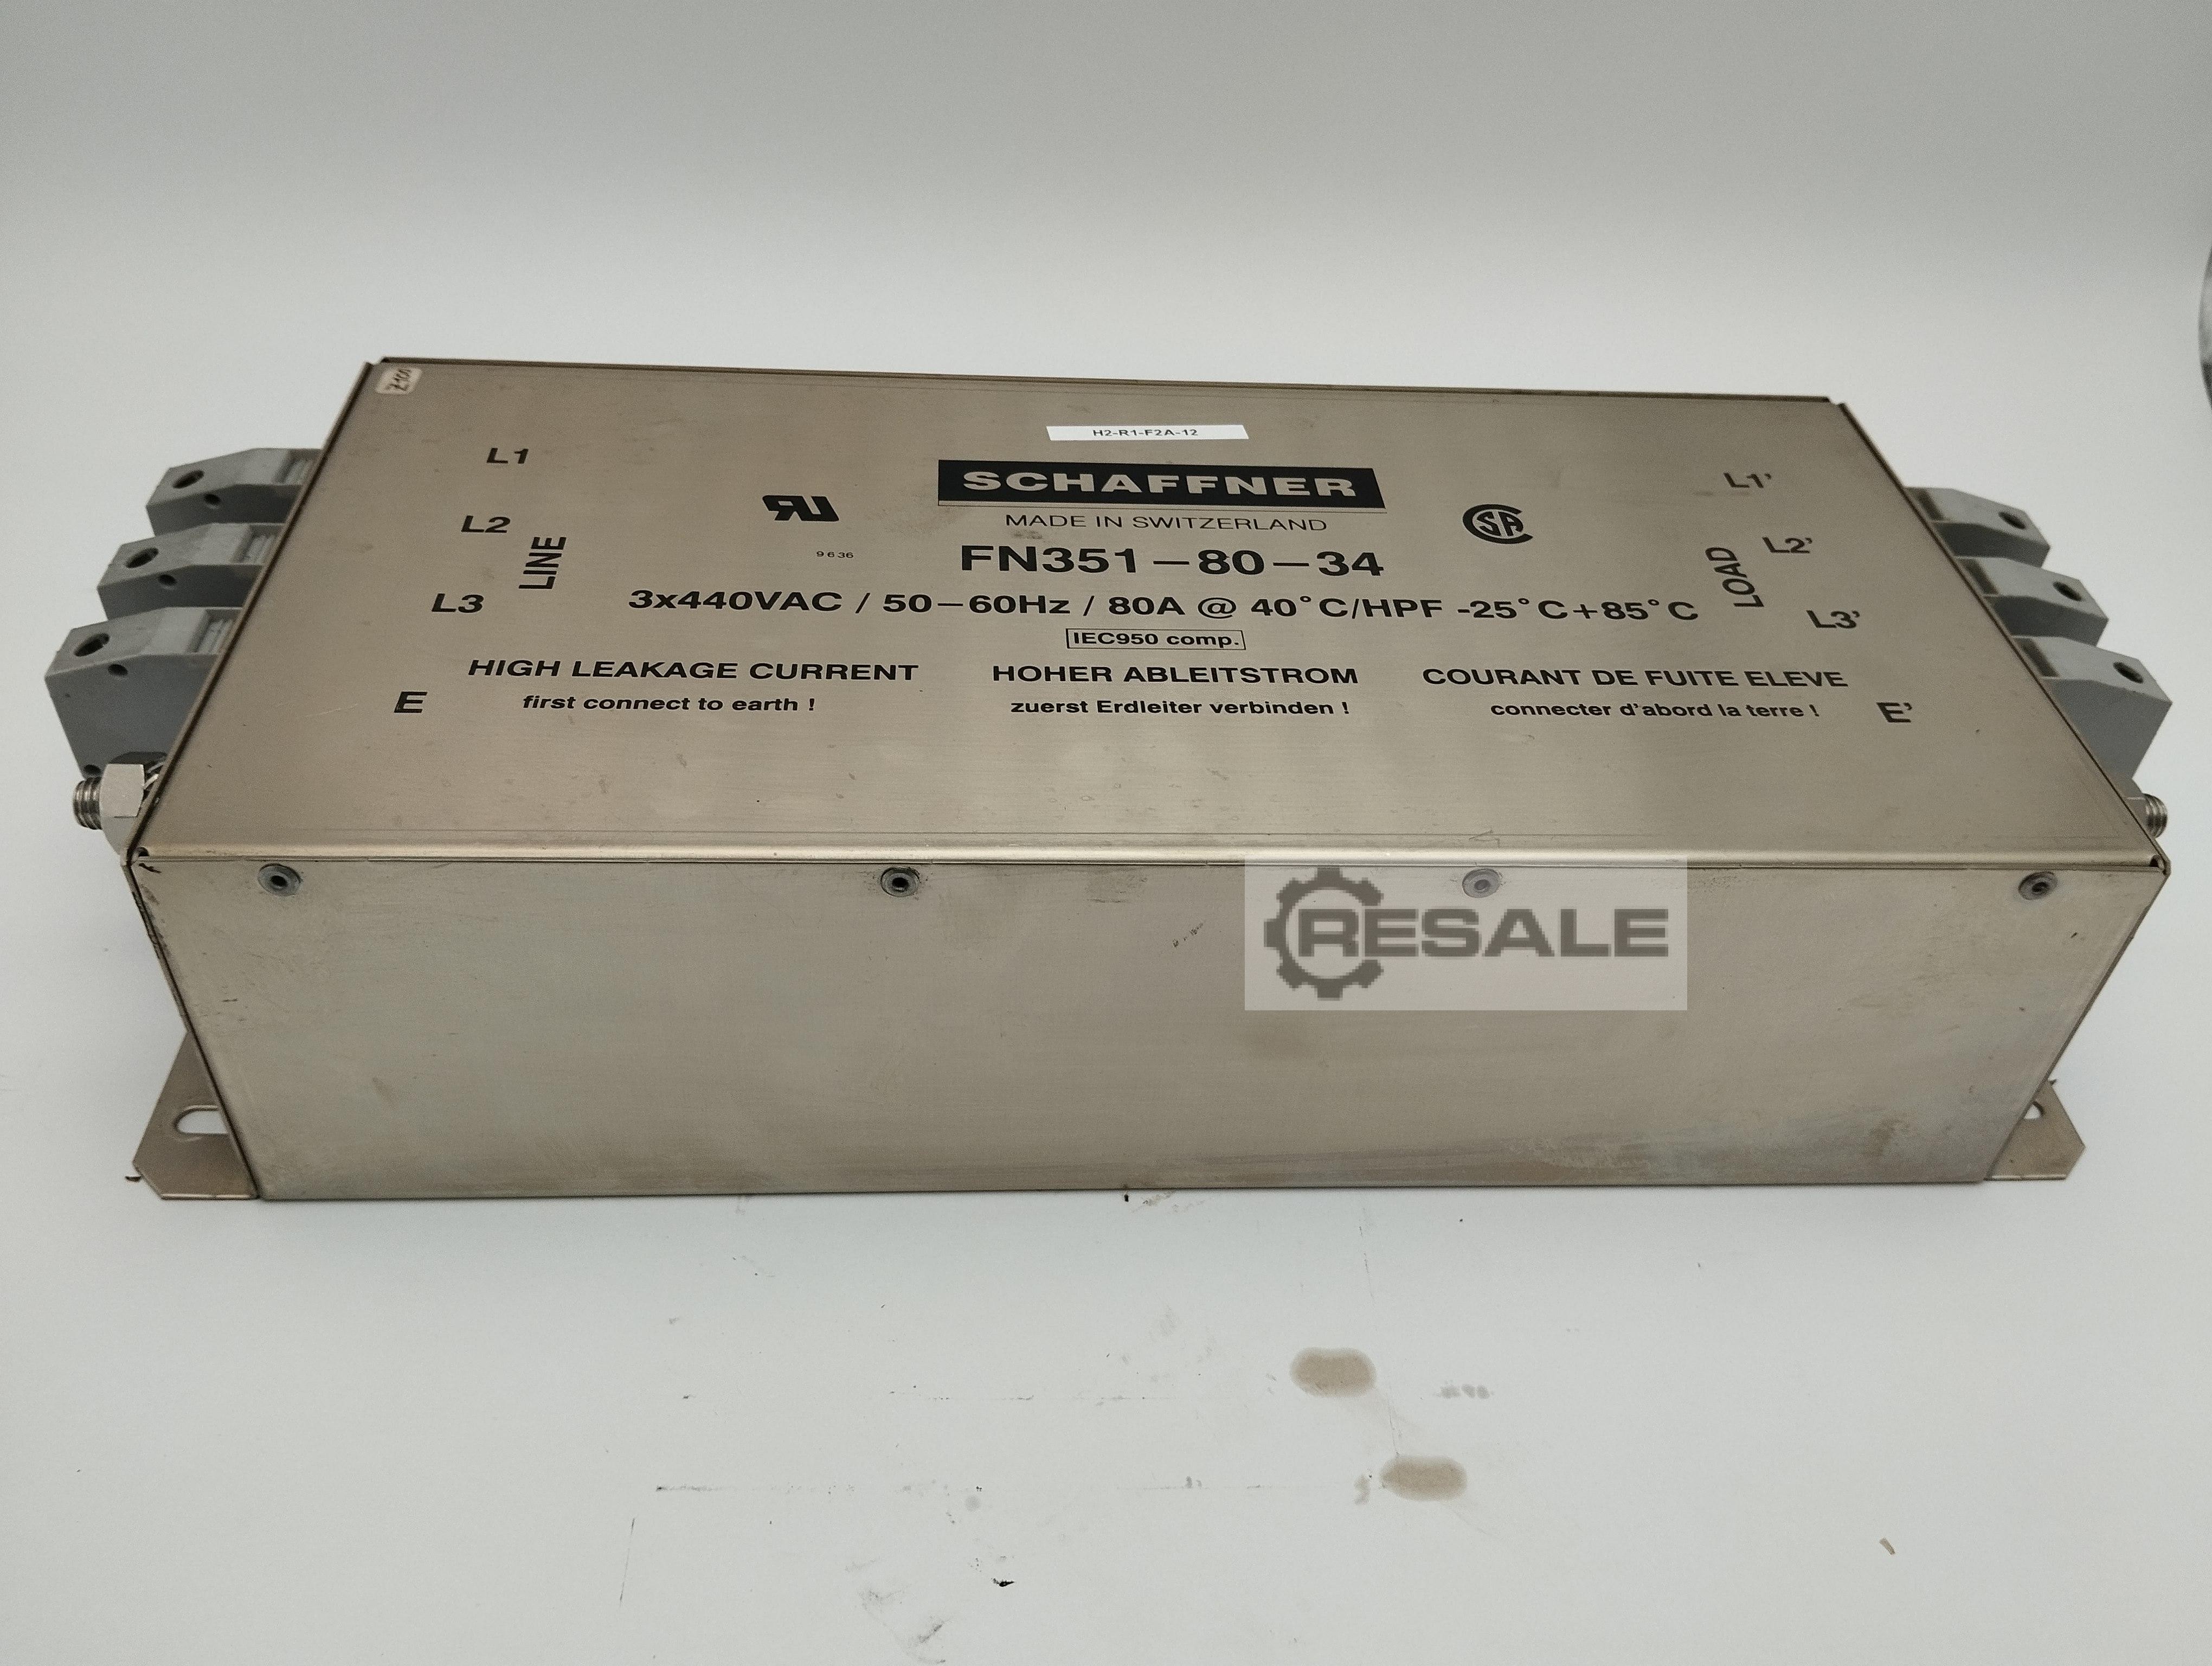 H2-R1-F2A-12
SCHAFFNER
MADE IN SWITZERLAND
FN351-80-34
9636
3x440VAC / 50-60Hz / 80A @ 40°C/HPF -25°C+85°C
IEC950 comp.
HIGH LEAKAGE CURRENT
first connect to earth !
HOHER ABLEITSTROM
zuerst Erdleiter verbinden !
COURANT DE FUITE ELEVE
connecter d'abord la terre !
L1
L2
L3
LINE
E
L1'
L2'
L3'
LOAD
E'
RU
CSA
RESALE